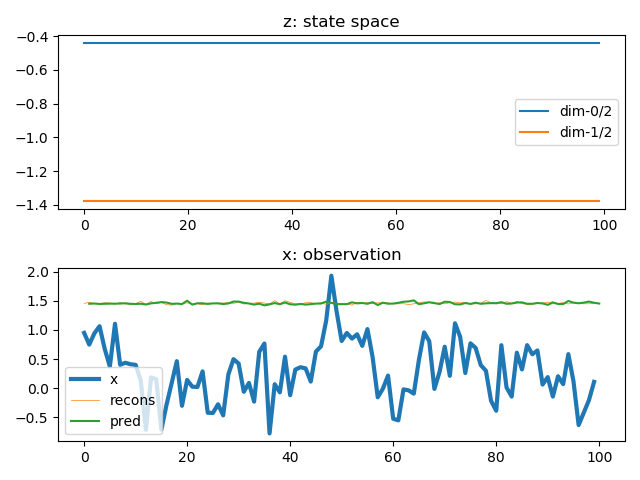 z: state space
−0.4
−0.6
−0.8
−1.0
−1.2
−1.4
dim-0/2
dim-1/2
0 20 40 60 80 100
x: observation
2.0
1.5
1.0
0.5
0.0
−0.5
x
recons
pred
0 20 40 60 80 100